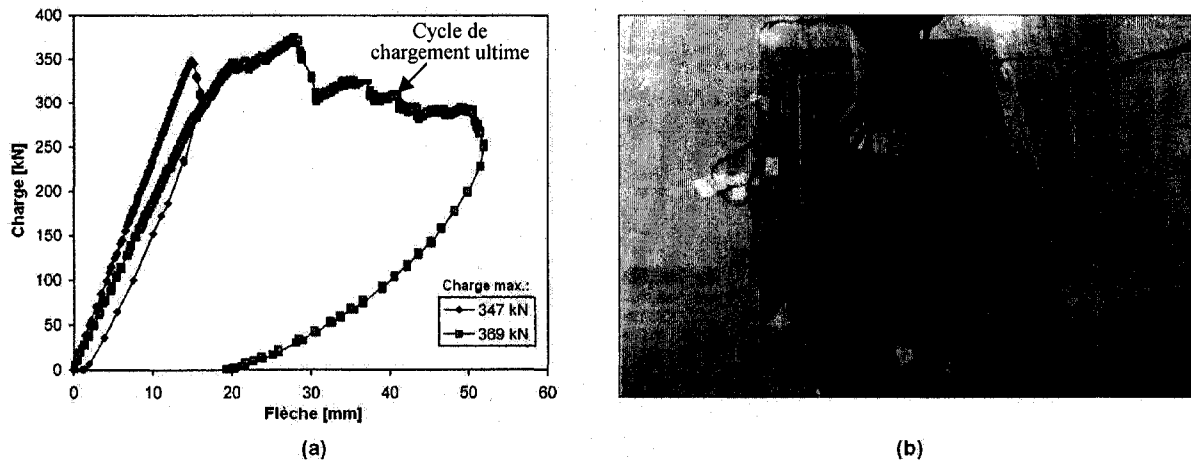 400
350
300
250
200
150
100
50
0
Charge [kN]
Cycle de
chargement ultime
Charge max.:
347 kN
369 kN
0 10 20 30 40 50 60
Flèche [mm]
(a)
(b)